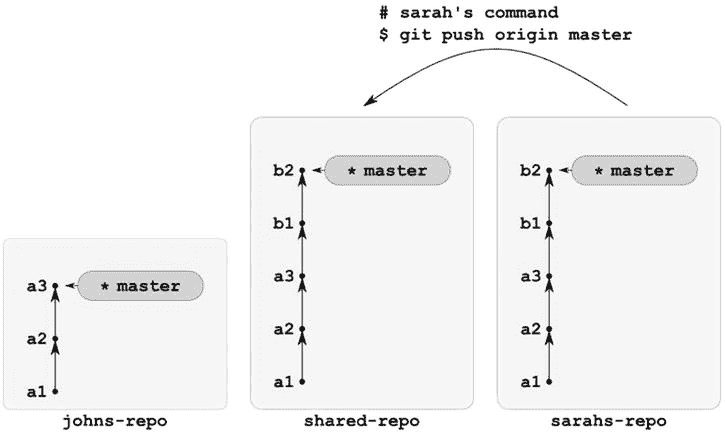 # sarah's command
$ git push origin master
b2
* master
b1
a3
a2
a1
shared-repo
b2
* master
b1
a3
a2
a1
sarahs-repo
a3
* master
a2
a1
johns-repo